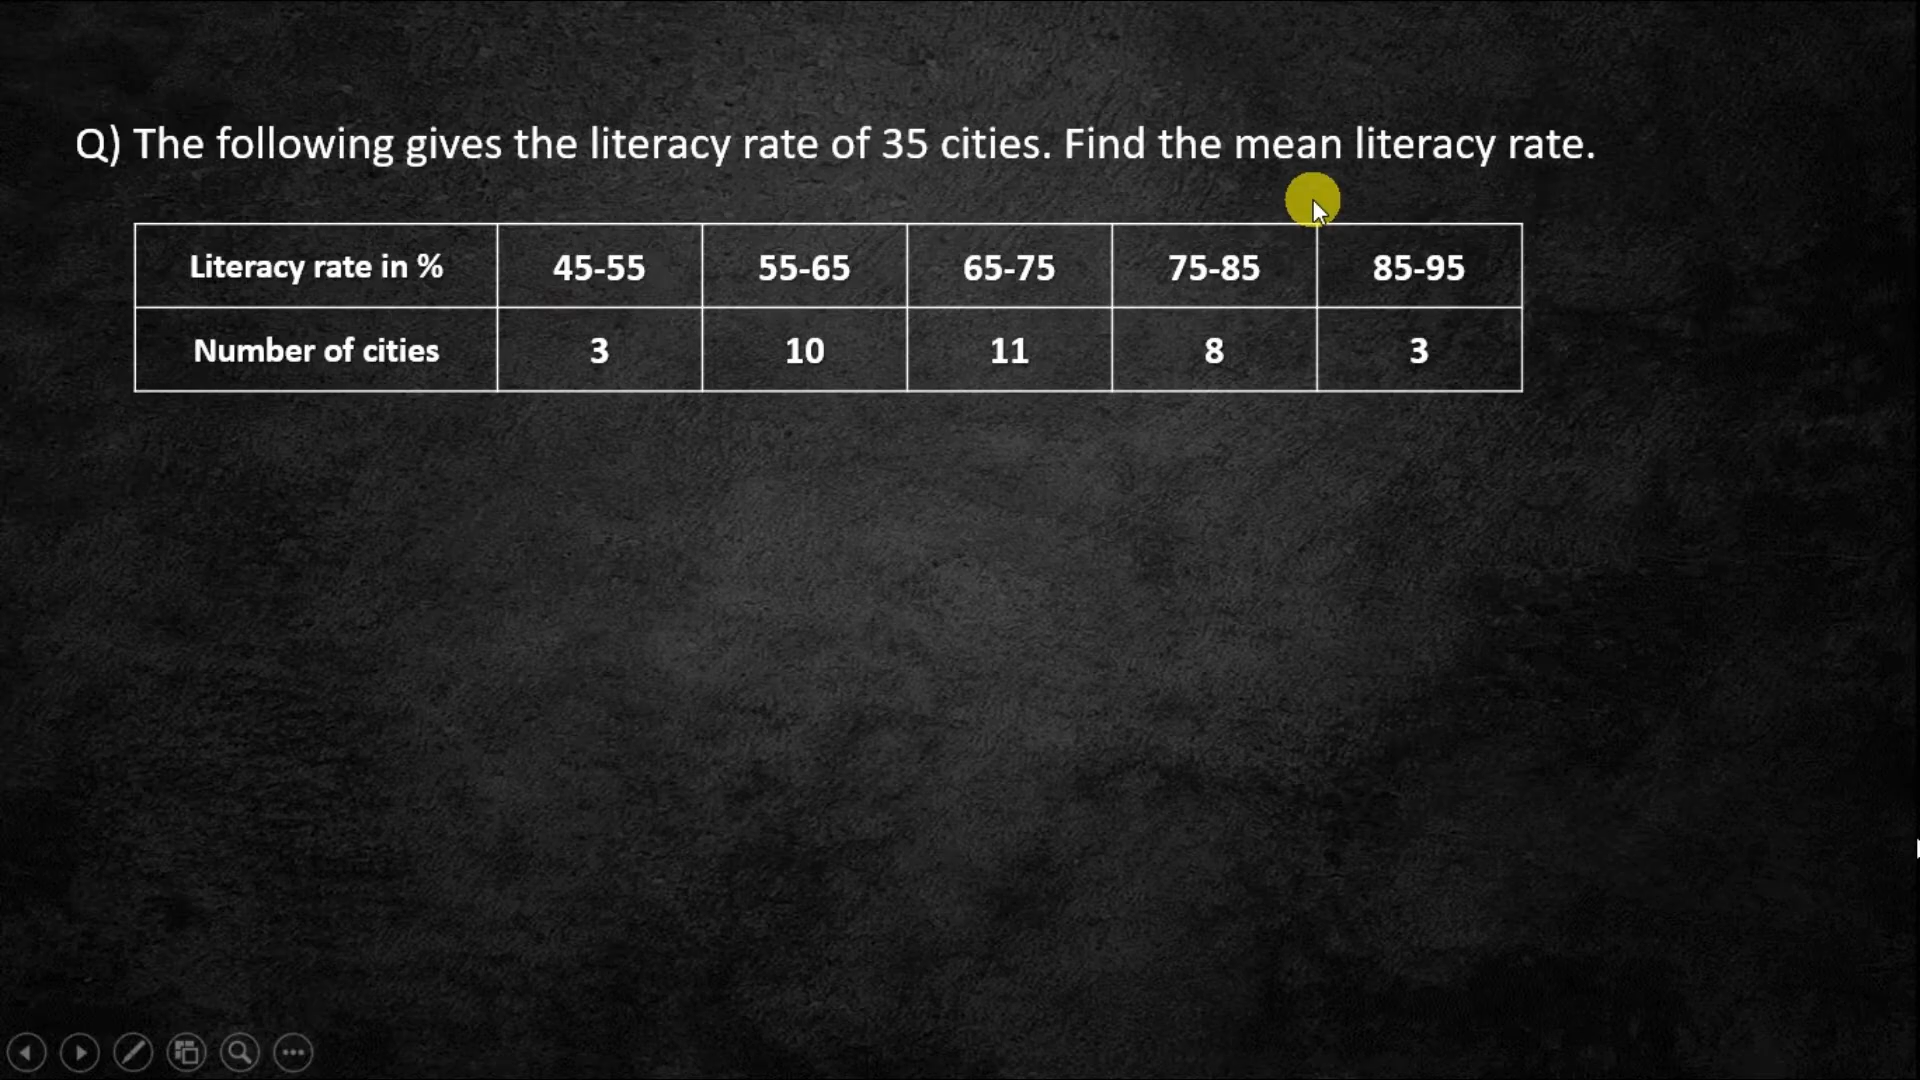 Q) The following gives the literacy rate of 35 cities. Find the mean literacy rate.
Literacy rate in % 45-55 55-65 65-75 75-85 85-95
Number of cities 3 10 11 8 3